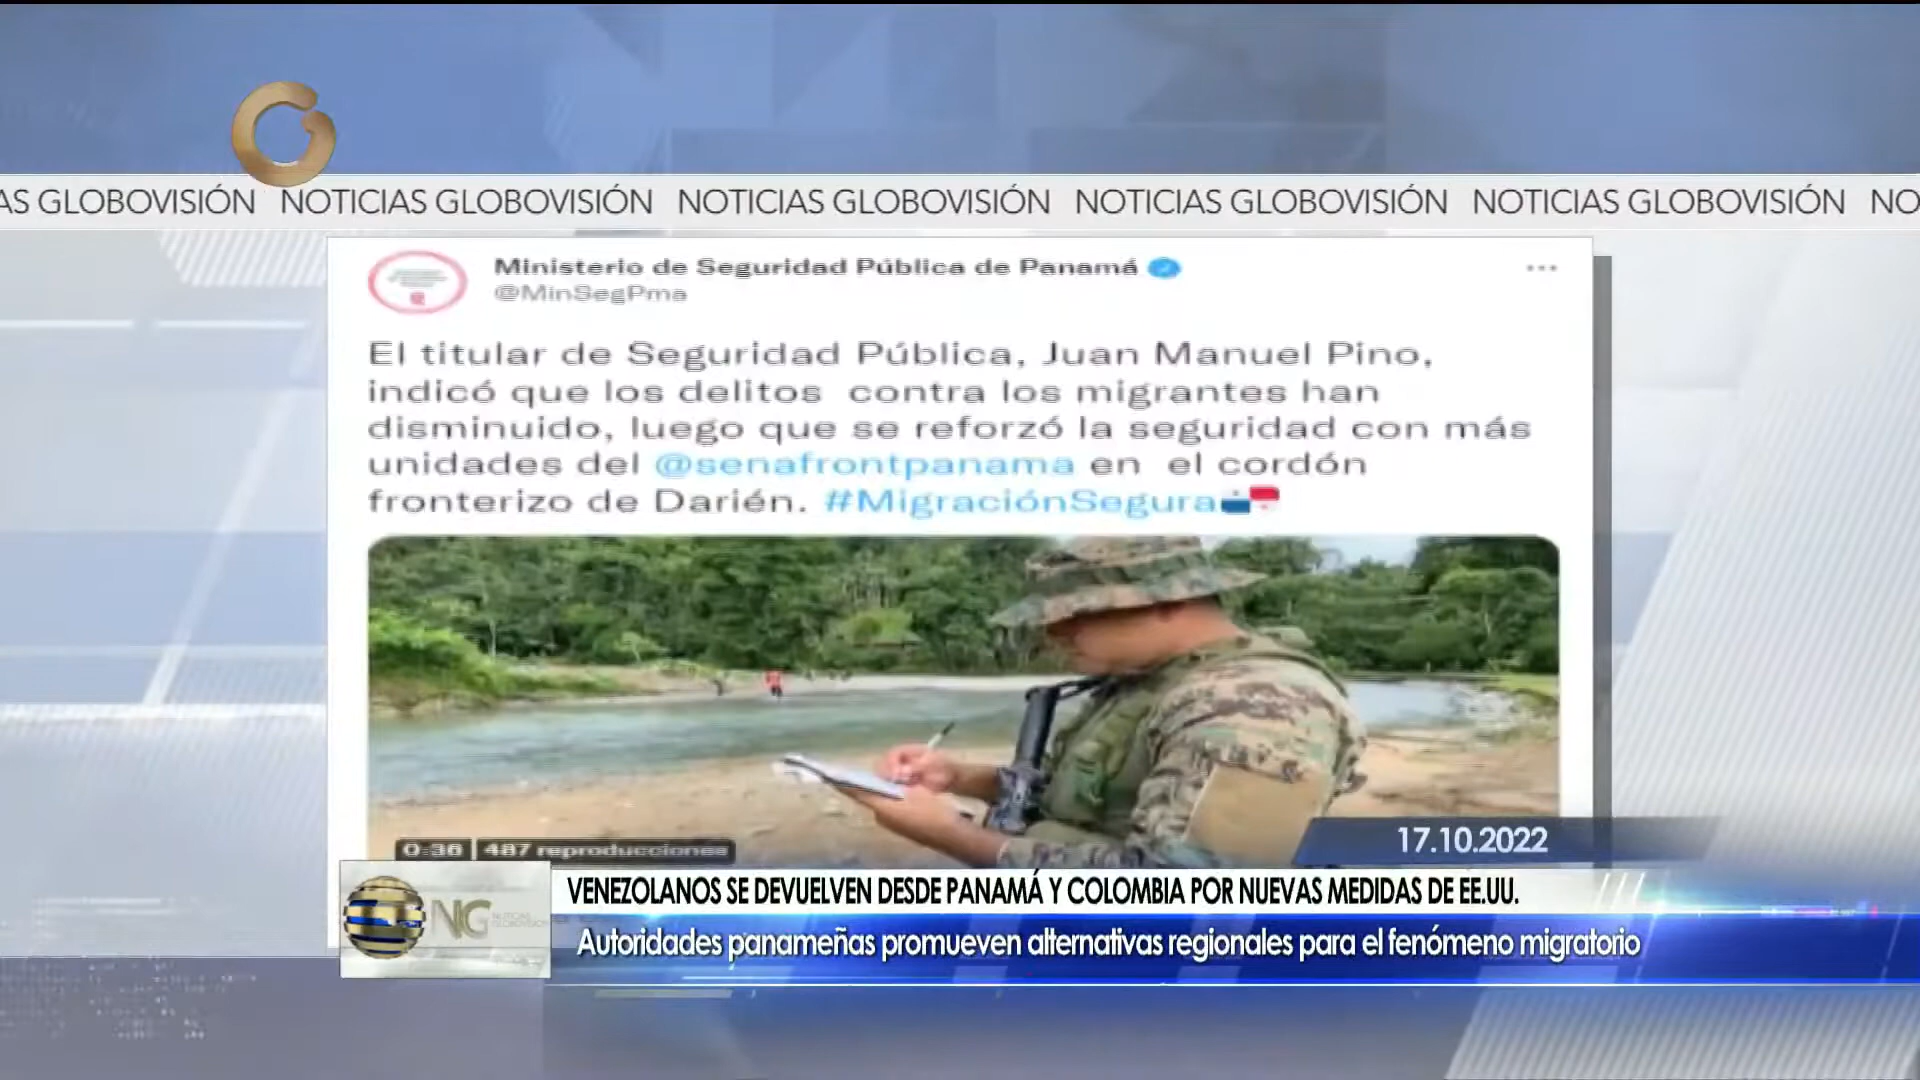 AS GLOBOVISIÓN NOTICIAS GLOBOVISIÓN NOTICIAS GLOBOVISIÓN NOTICIAS GLOBOVISIÓN NOTICIAS GLOBOVISIÓN NO
Ministerio de Seguridad Pública de Panamá
@MinSegPma
El titular de Seguridad Pública, Juan Manuel Pino,
indicó que los delitos contra los migrantes han
disminuido, luego que se reforzó la seguridad con más
unidades del @senafrontpanama en el cordón
fronterizo de Darién. #MigraciónSegura
0:36 | 487 reproducciones
17.10.2022
VENEZOLANOS SE DEVUELVEN DESDE PANAMÁ Y COLOMBIA POR NUEVAS MEDIDAS DE EE.UU.
NG NOTICIAS
GLOBOVISIÓN
Autoridades panameñas promueven alternativas regionales para el fenómeno migratorio